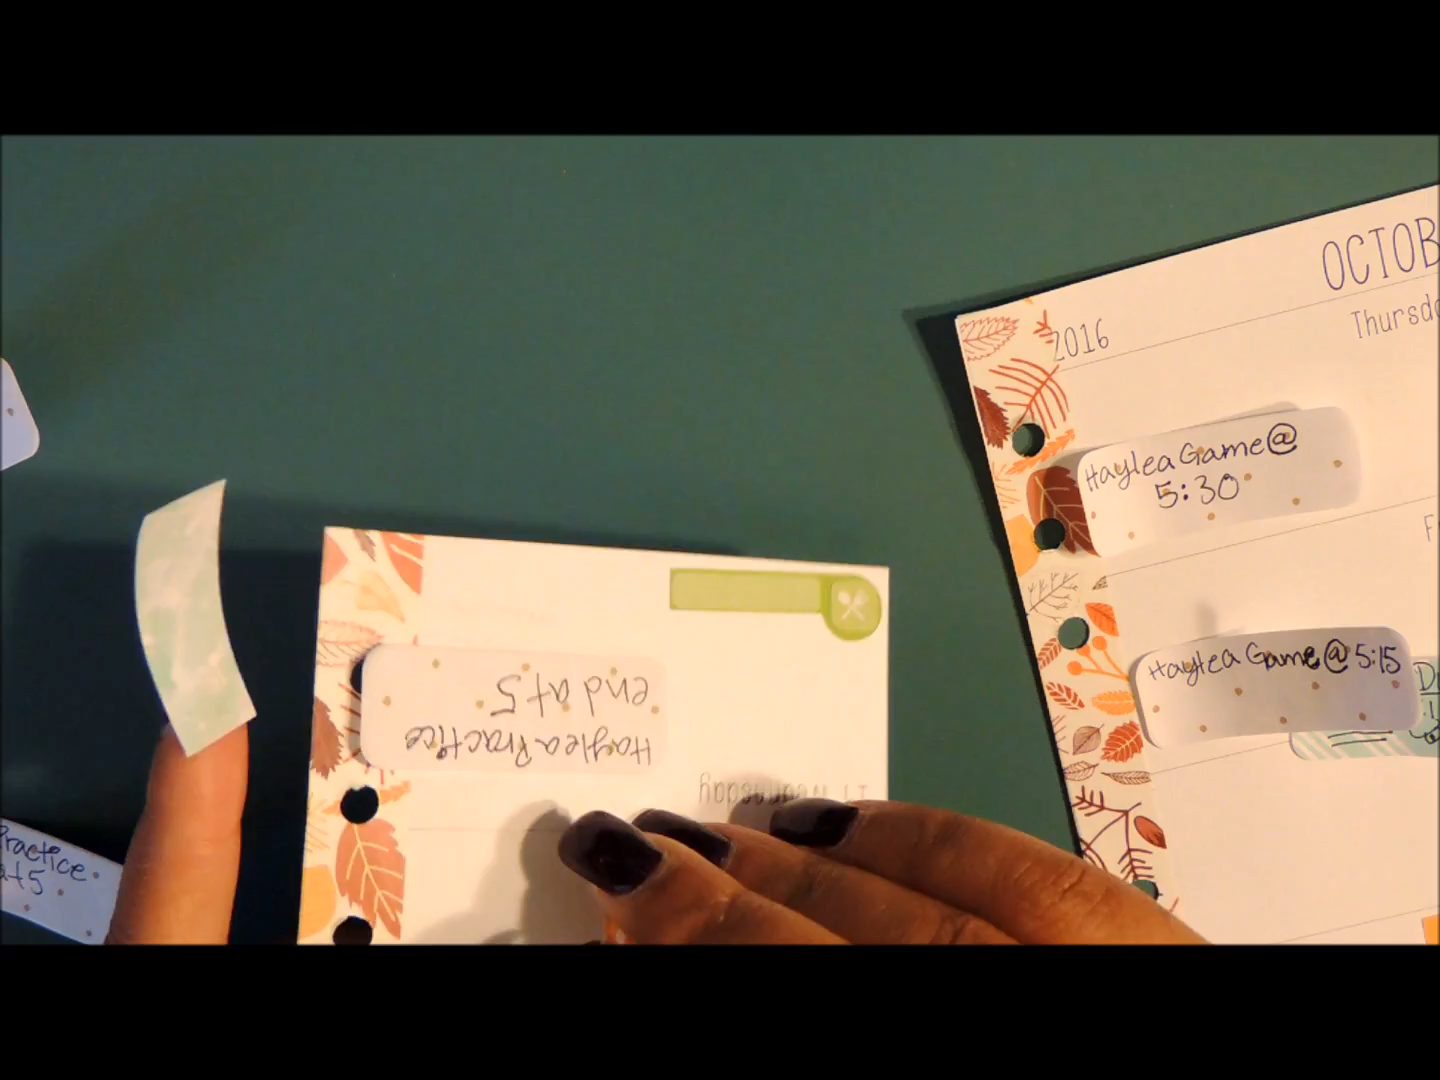 OCTOB
2016
Thursd
Haylea Game @
5:30
F
Haylea Game @ 5:15
Haylea Practice
end at 5
Wednesday
Practice
at 5